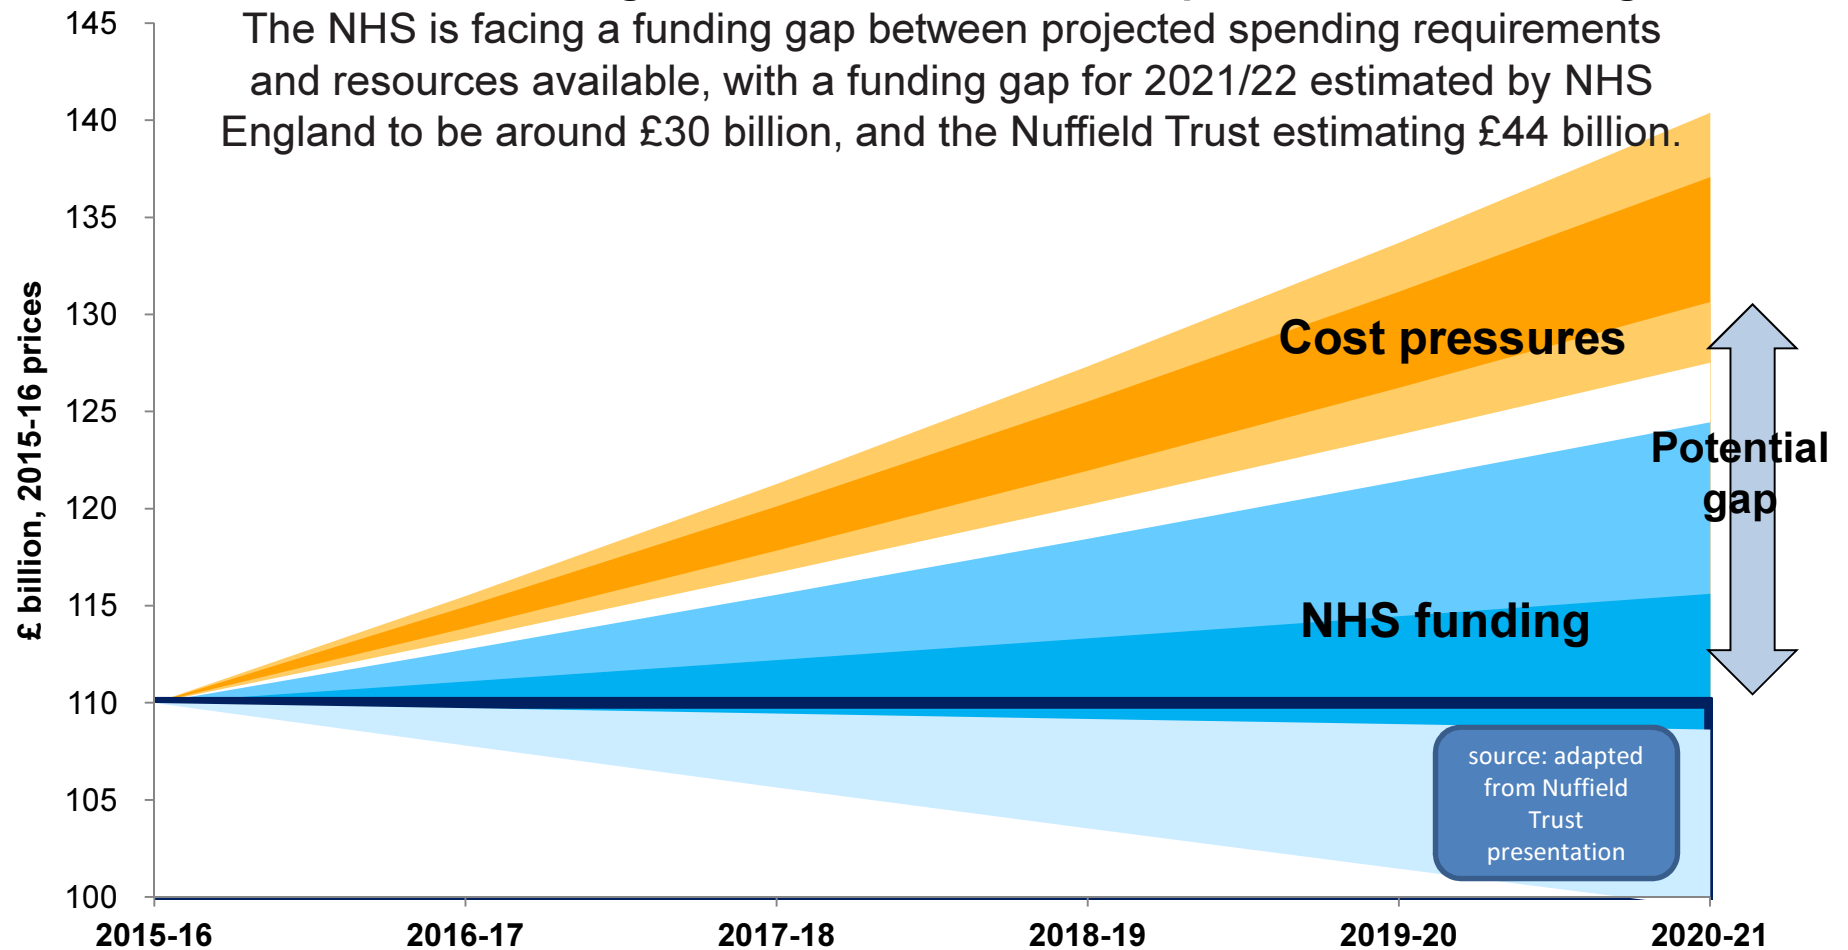 The NHS is facing a funding gap between projected spending requirements
and resources available, with a funding gap for 2021/22 estimated by NHS
England to be around £30 billion, and the Nuffield Trust estimating £44 billion.
£ billion, 2015-16 prices
145
140
135
130
125
120
115
110
105
100
Cost pressures
Potential
gap
NHS funding
source: adapted
from Nuffield
Trust
presentation
2015-16
2016-17
2017-18
2018-19
2019-20
2020-21